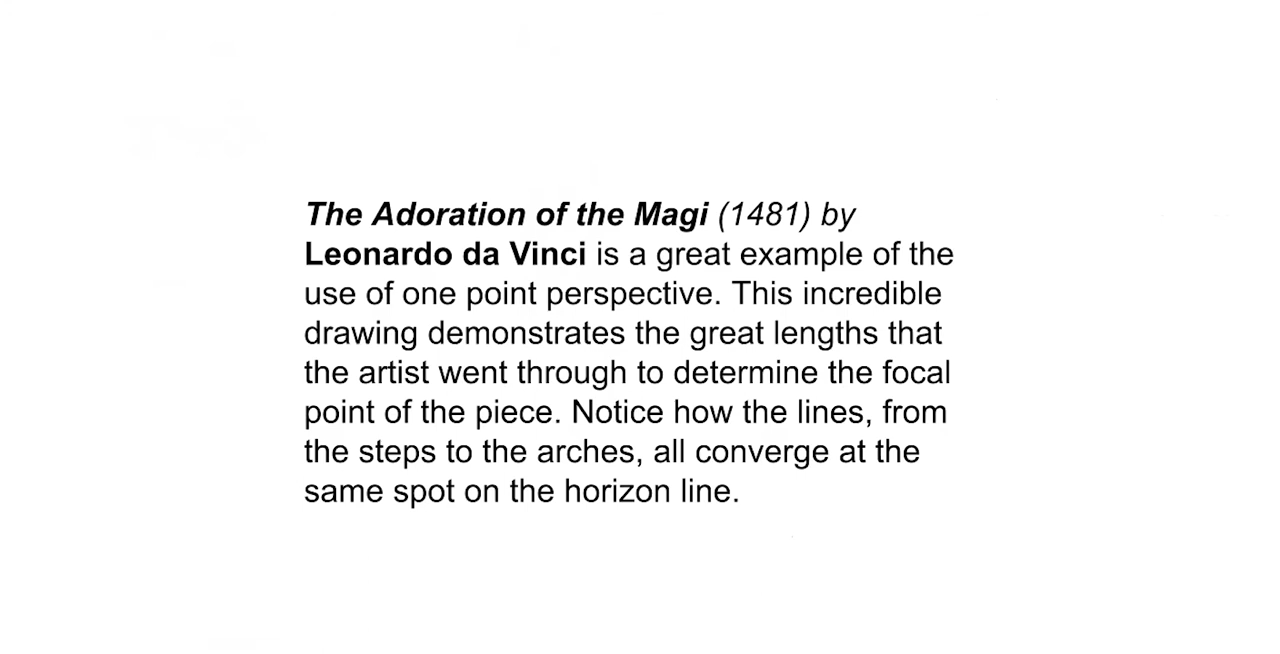 The Adoration of the Magi (1481) by
Leonardo da Vinci is a great example of the
use of one point perspective. This incredible
drawing demonstrates the great lengths that
the artist went through to determine the focal
point of the piece. Notice how the lines, from
the steps to the arches, all converge at the
same spot on the horizon line.